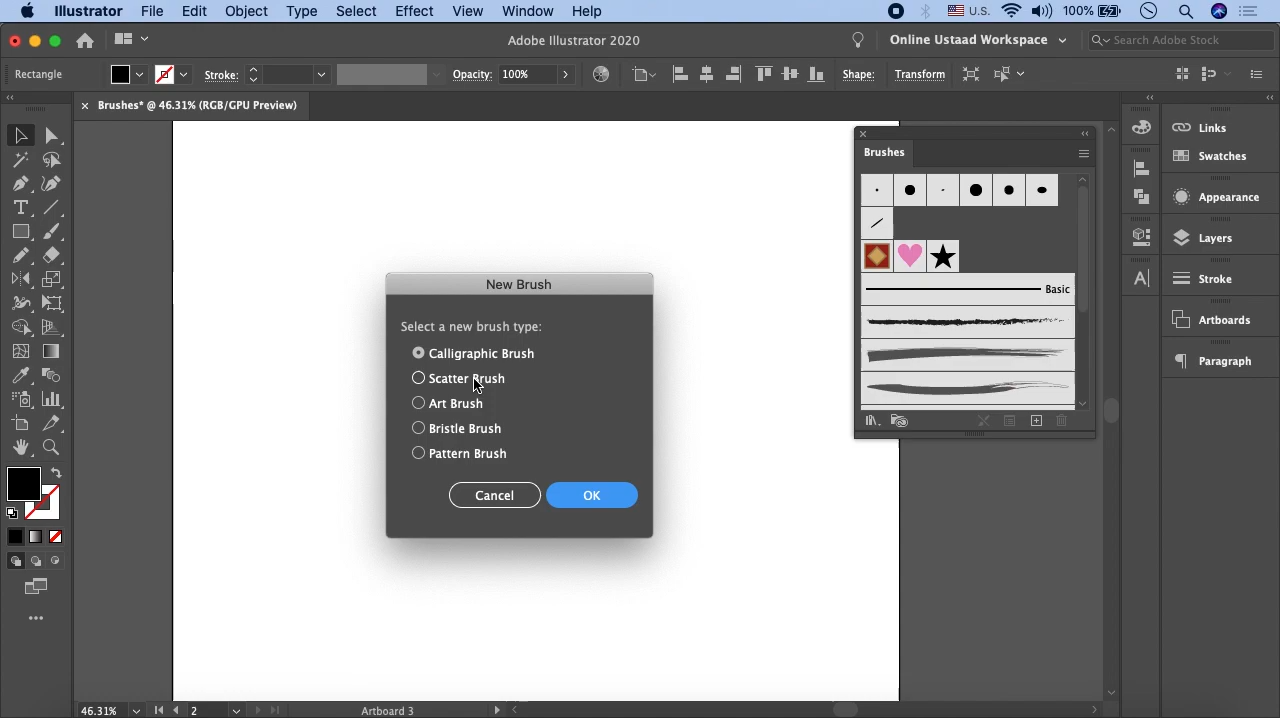 Illustrator File Edit Object Type Select Effect View Window Help U.S. 100%
Adobe Illustrator 2020 Online Ustaad Workspace Search Adobe Stock
Rectangle Stroke: Opacity: 100% Shape: Transform
Brushes* @ 46.31% (RGB/GPU Preview)
Brushes
Basic
Links
Swatches
Appearance
Layers
Stroke
Artboards
Paragraph
New Brush
Select a new brush type:
Calligraphic Brush
Scatter Brush
Art Brush
Bristle Brush
Pattern Brush
Cancel OK
46.31% 2 Artboard 3